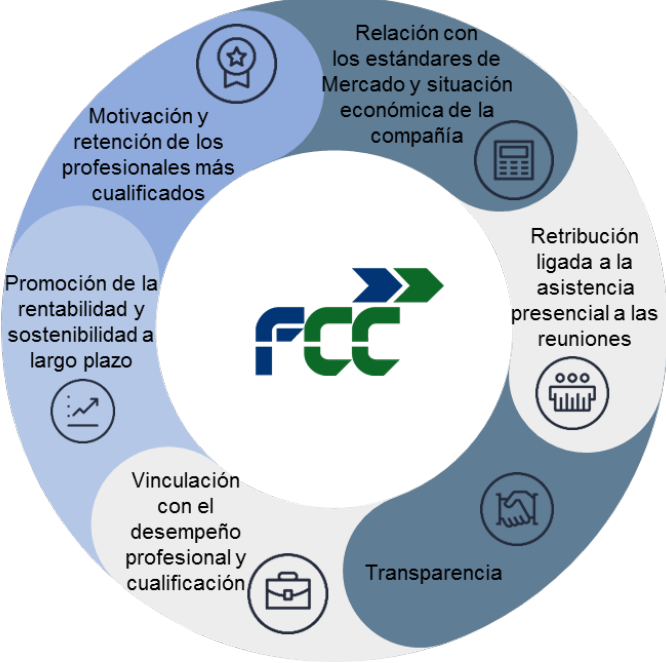 Relación con
los estándares de
Mercado y situación
económica de la
compañía
Retribución
ligada a la
asistencia
presencial a las
reuniones
Transparencia
Vinculación
con el
desempeño
profesional y
cualificación
Promoción de la
rentabilidad y
sostenibilidad a
largo plazo
Motivación y
retención de los
profesionales más
cualificados
FCC